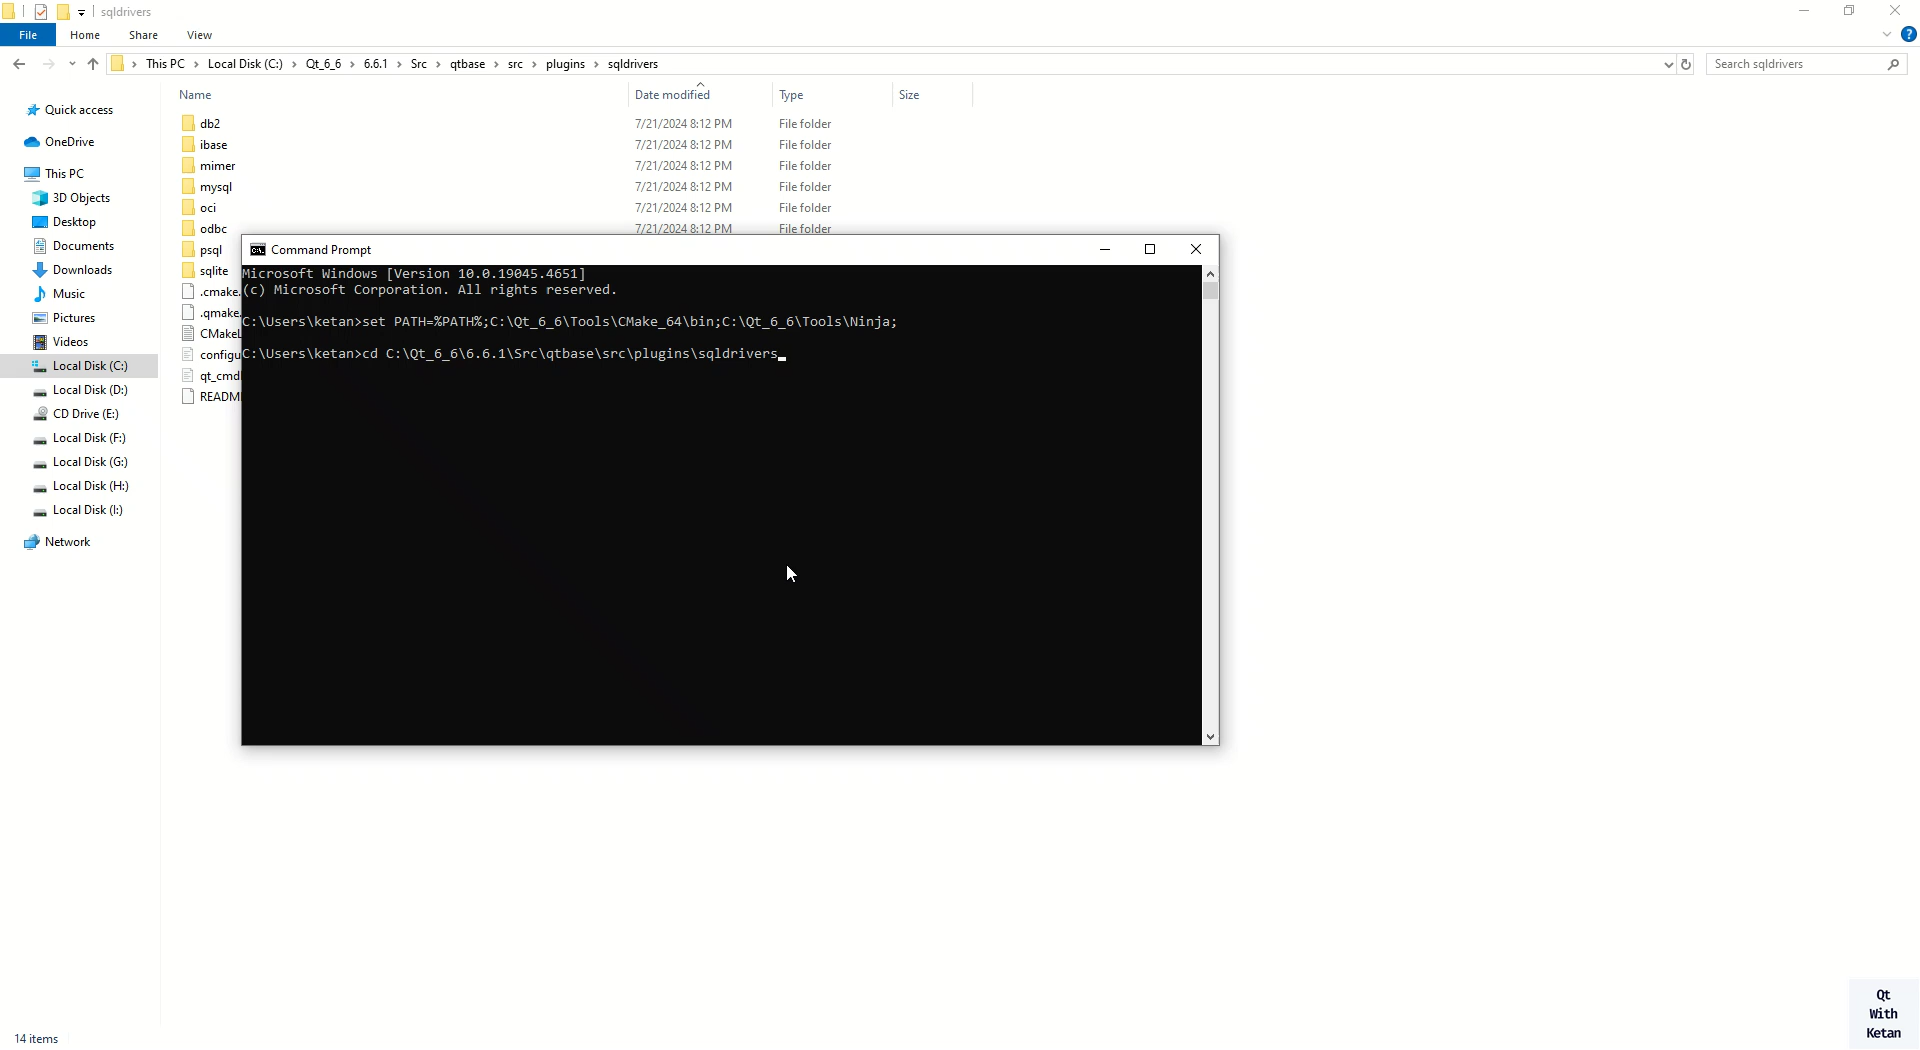 sqldrivers
File Home Share View
This PC Local Disk (C:) Qt_6_6 6.6.1 Src qtbase src plugins sqldrivers
Search sqldrivers
Name Date modified Type Size
Quick access
OneDrive
This PC
3D Objects
Desktop
Documents
Downloads
Music
Pictures
Videos
Local Disk (C:)
Local Disk (D:)
CD Drive (E:)
Local Disk (F:)
Local Disk (G:)
Local Disk (H:)
Local Disk (I:)
Network
db2 7/21/2024 8:12 PM File folder
ibase 7/21/2024 8:12 PM File folder
mimer 7/21/2024 8:12 PM File folder
mysql 7/21/2024 8:12 PM File folder
oci 7/21/2024 8:12 PM File folder
odbc 7/21/2024 8:12 PM File folder
psql
sqlite
.cmake.
.qmake.
CMakeL
configu
qt_cmd
READM
Command Prompt
Microsoft Windows [Version 10.0.19045.4651]
(c) Microsoft Corporation. All rights reserved.
C:\Users\ketan>set PATH=%PATH%;C:\Qt_6_6\Tools\CMake_64\bin;C:\Qt_6_6\Tools\Ninja;
C:\Users\ketan>cd C:\Qt_6_6\6.6.1\Src\qtbase\src\plugins\sqldrivers
14 items
Qt
With
Ketan